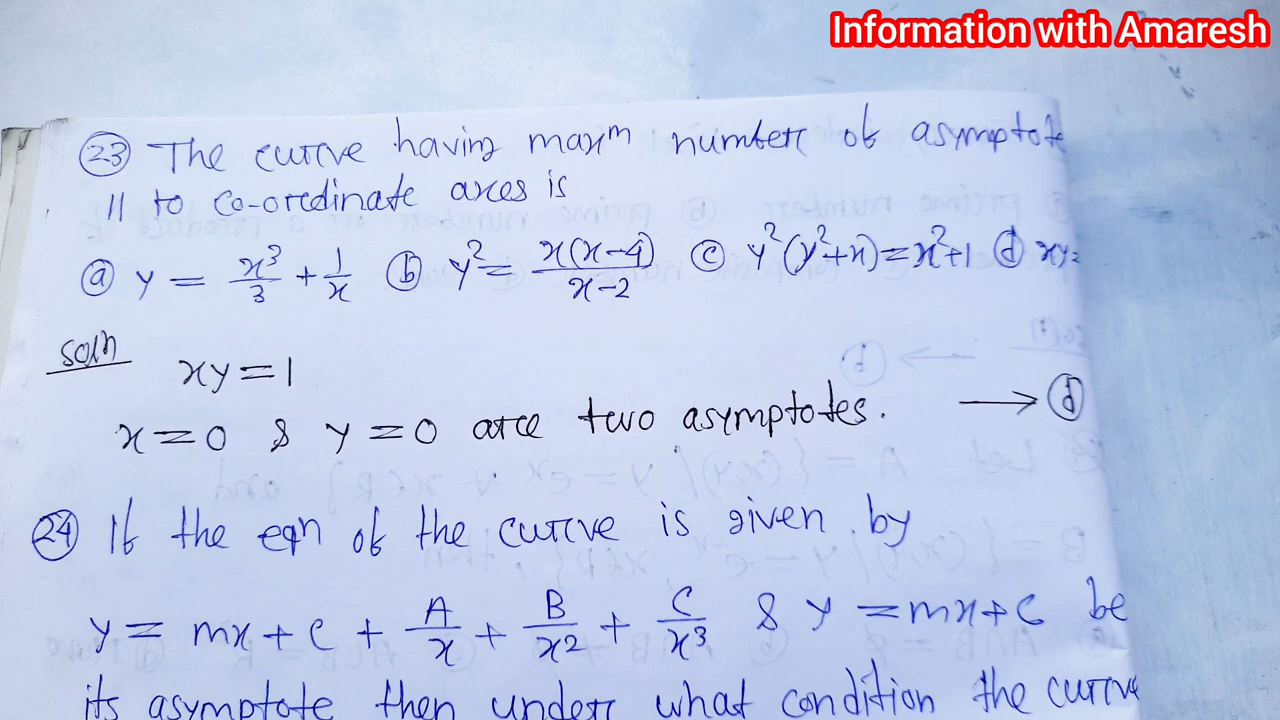 Information with Amaresh
(23) The curve having maxᵐ number of asymptote
|| to co-ordinate axes is
(a) y = x³/3 + 1/x (b) y² = x(x-4)/x-2 (c) y²(y²+x)=x²+1 (d) xy=
soln
xy=1
x=0 & y=0 are two asymptotes. → (d)
(24) If the eqn of the curve is given by
y = mx+c + A/x + B/x2 + C/x3 & y = mx+c be
its asymptote then under what condition the curve